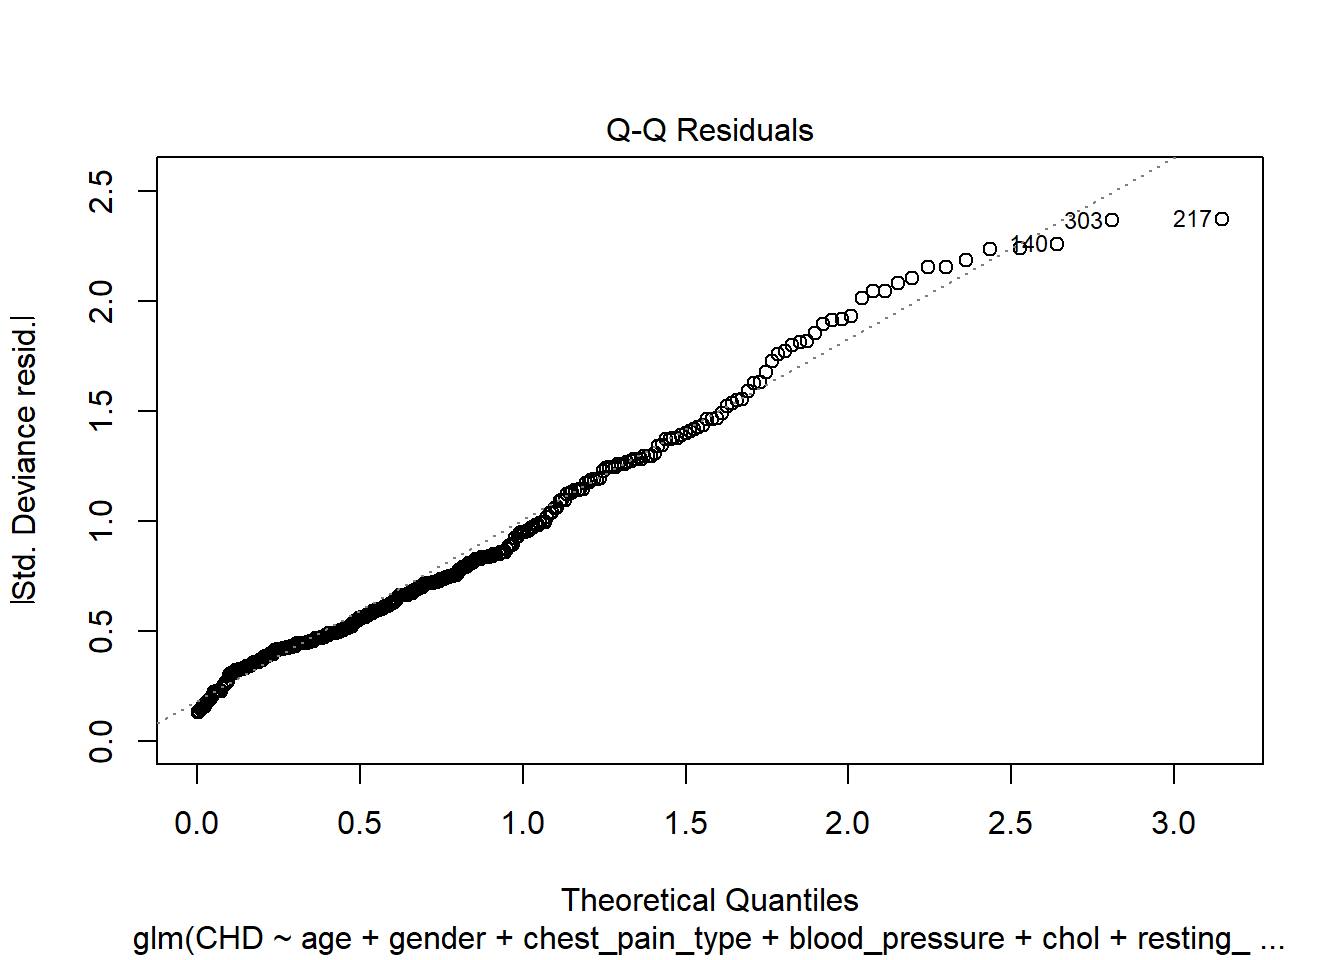 Q-Q Residuals
2.5
2.0
1.5
1.0
0.5
0.0
|Std. Deviance resid.|
303
217
140
0.0 0.5 1.0 1.5 2.0 2.5 3.0
Theoretical Quantiles
glm(CHD ~ age + gender + chest_pain_type + blood_pressure + chol + resting_ ...